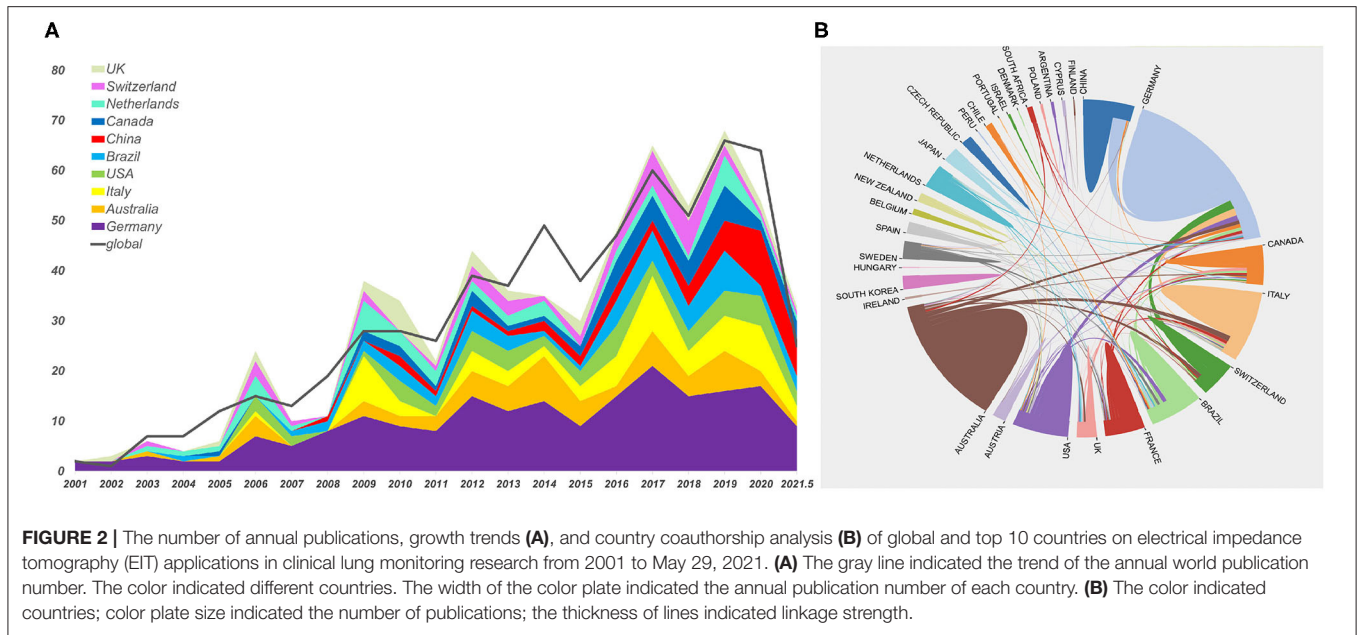 A
80
70
60
50
40
30
20
10
0
UK
Switzerland
Netherlands
Canada
China
Brazil
USA
Italy
Australia
Germany
global
2001 2002 2003 2004 2005 2006 2007 2008 2009 2010 2011 2012 2013 2014 2015 2016 2017 2018 2019 2020 2021.5
B
GERMANY
CANADA
ITALY
SWITZERLAND
BRAZIL
FRANCE
UK
USA
AUSTRIA
AUSTRALIA
IRELAND
SOUTH KOREA
HUNGARY
SWEDEN
SPAIN
BELGIUM
NEW ZEALAND
NETHERLANDS
JAPAN
CZECH REPUBLIC
PERU
CHILE
PORTUGAL
ISRAEL
DENMARK
SOUTH AFRICA
POLAND
ARGENTINA
CYPRUS
FINLAND
CHINA
FIGURE 2 | The number of annual publications, growth trends (A), and country coauthorship analysis (B) of global and top 10 countries on electrical impedance
tomography (EIT) applications in clinical lung monitoring research from 2001 to May 29, 2021. (A) The gray line indicated the trend of the annual world publication
number. The color indicated different countries. The width of the color plate indicated the annual publication number of each country. (B) The color indicated
countries; color plate size indicated the number of publications; the thickness of lines indicated linkage strength.